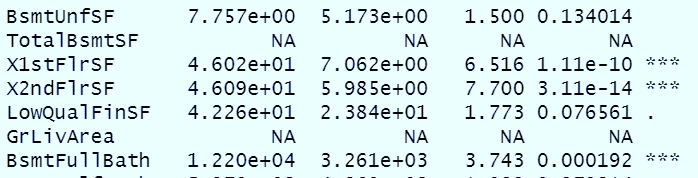 BsmtUnfSF 7.757e+00 5.173e+00 1.500 0.134014
TotalBsmtSF NA NA NA NA
X1stFlrSF 4.602e+01 7.062e+00 6.516 1.11e-10 ***
X2ndFlrSF 4.609e+01 5.985e+00 7.700 3.11e-14 ***
LowQualFinSF 4.226e+01 2.384e+01 1.773 0.076561 .
GrLivArea NA NA NA NA
BsmtFullBath 1.220e+04 3.261e+03 3.743 0.000192 ***